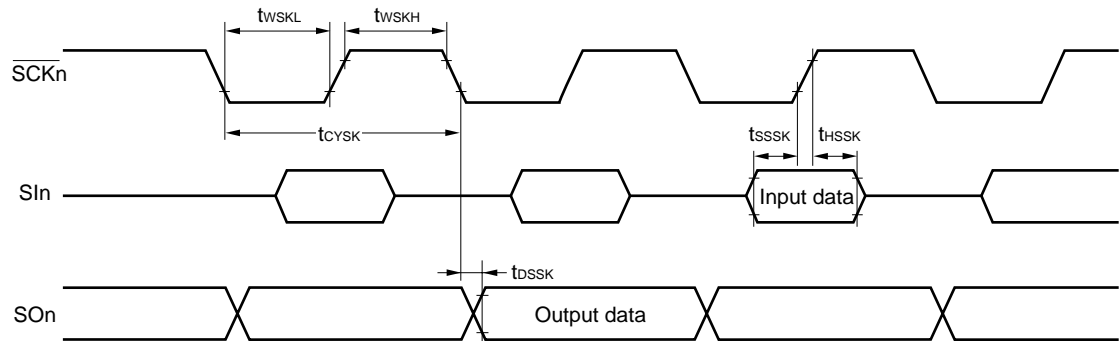 tWSKL tWSKH
SCKn
tCYSK
tSSSK tHSSK
SIn Input data
tDSSK
SOn Output data